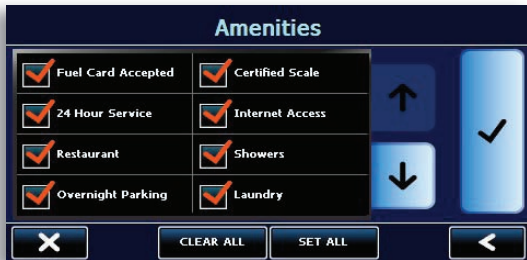 Amenities
Fuel Card Accepted
Certified Scale
24 Hour Service
Internet Access
Restaurant
Showers
Overnight Parking
Laundry
CLEAR ALL
SET ALL